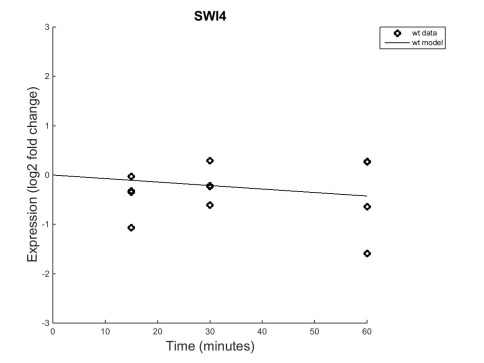 SWI4
wt data
wt model
Expression (log2 fold change)
3
2
1
0
-1
-2
-3
0 10 20 30 40 50 60
Time (minutes)